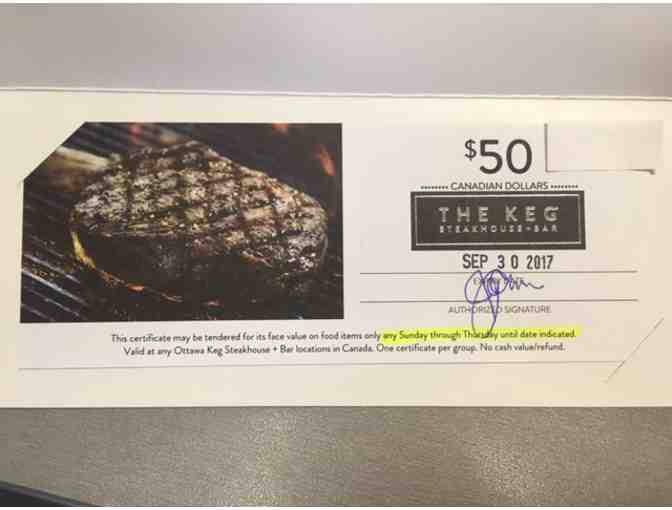 $50
CANADIAN DOLLARS
THE KEG
STEAKHOUSE + BAR
SEP 30 2017
AUTHORIZED SIGNATURE
This certificate may be tendered for its face value on food items only any Sunday through Thursday until date indicated.
Valid at any Ottawa Keg Steakhouse + Bar locations in Canada. One certificate per group. No cash value/refund.